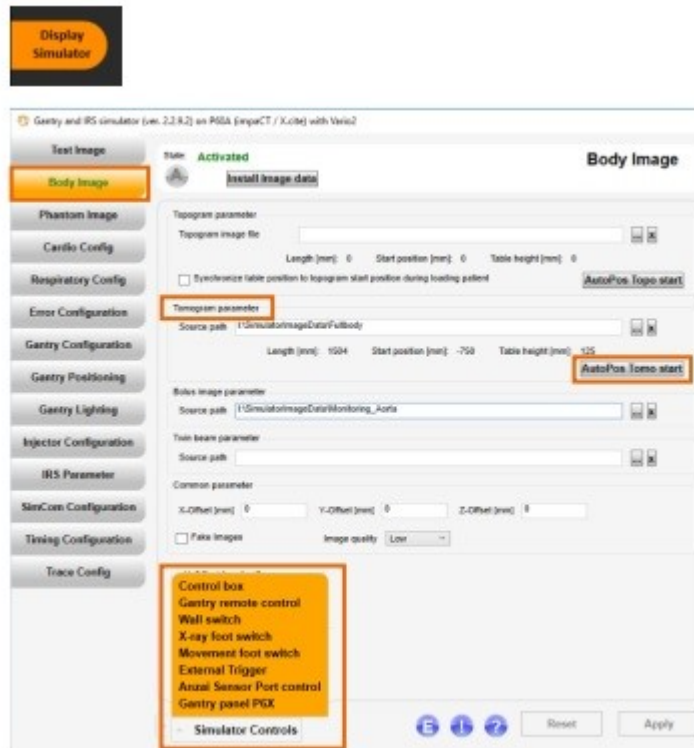 Display
Simulator
Gantry and IRS simulator (ver. 2.2.9.2) on P68A (impaCT / X.cite) with Vario2
Test Image
Body Image
Phantom Image
Cardio Config
Respiratory Config
Error Configuration
Gantry Configuration
Gantry Positioning
Gantry Lighting
Injector Configuration
IRS Parameter
SimCom Configuration
Timing Configuration
Trace Config
State: Activated
Body Image
A
Install Image data
Topogram parameter
Topogram image file
... x
Length [mm]: 0 Start position [mm]: 0 Table height [mm]: 0
Synchronize table position to topogram start position during loading patient
AutoPos Topo start
Tomogram parameter
Source path I:\SimulatorImageData\Fullbody
... x
Length [mm]: 1504 Start position [mm]: -750 Table height [mm]: 125
AutoPos Tomo start
Bolus image parameter
Source path I:\SimulatorImageData\Monitoring_Aorta
... x
Twin beam parameter
Source path
... x
Common parameter
X-Offset [mm] 0 Y-Offset [mm] 0 Z-Offset [mm] 0
Fake Images Image quality Low
Control box
Gantry remote control
Wall switch
X-ray foot switch
Movement foot switch
External Trigger
Anzai Sensor Port control
Gantry panel PGX
Simulator Controls
E I ? Reset Apply